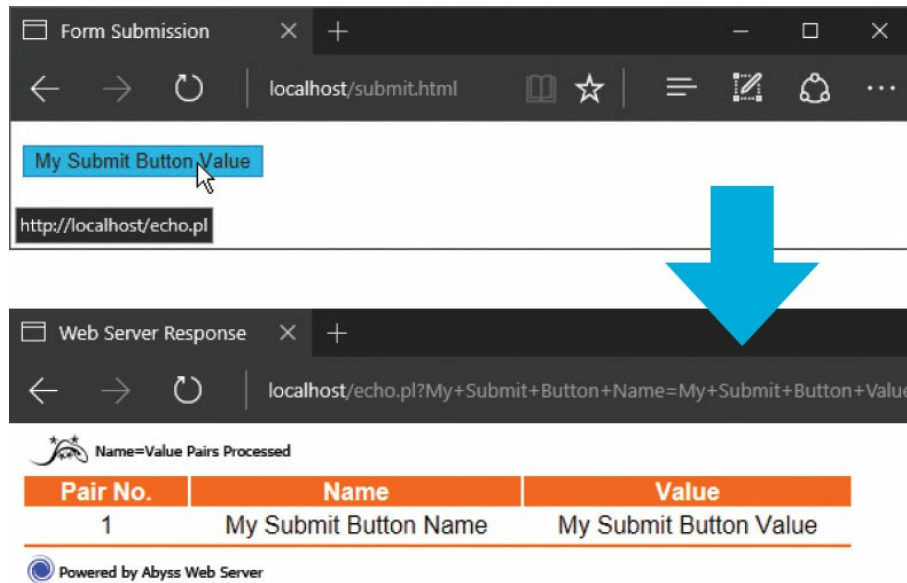 Form Submission
localhost/submit.html
My Submit Button Value
http://localhost/echo.pl
Web Server Response
localhost/echo.pl?My+Submit+Button+Name=My+Submit+Button+Value
Name=Value Pairs Processed
Pair No. Name Value
1 My Submit Button Name My Submit Button Value
Powered by Abyss Web Server